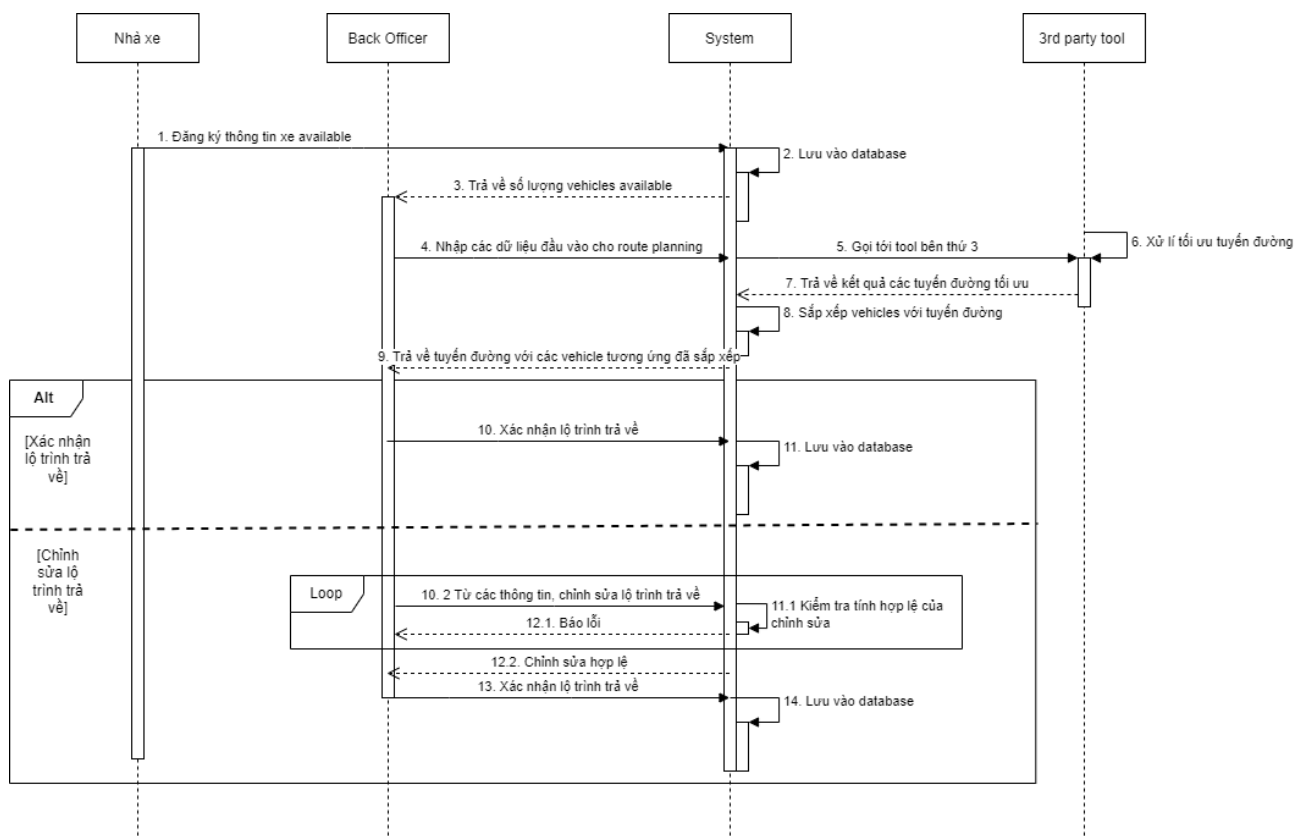 Nhà xe
Back Officer
System
3rd party tool
1. Đăng ký thông tin xe available
2. Lưu vào database
3. Trả về số lượng vehicles available
4. Nhập các dữ liệu đầu vào cho route planning
5. Gọi tới tool bên thứ 3
6. Xử lí tối ưu tuyến đường
7. Trả về kết quả các tuyến đường tối ưu
8. Sắp xếp vehicles với tuyến đường
9. Trả về tuyến đường với các vehicle tương ứng đã sắp xếp
Alt
[Xác nhận
lộ trình trả
về]
10. Xác nhận lộ trình trả về
11. Lưu vào database
[Chỉnh
sửa lộ
trình trả
về]
Loop
10. 2 Từ các thông tin, chỉnh sửa lộ trình trả về
11.1 Kiểm tra tính hợp lệ của
chỉnh sửa
12.1. Báo lỗi
12.2. Chỉnh sửa hợp lệ
13. Xác nhận lộ trình trả về
14. Lưu vào database